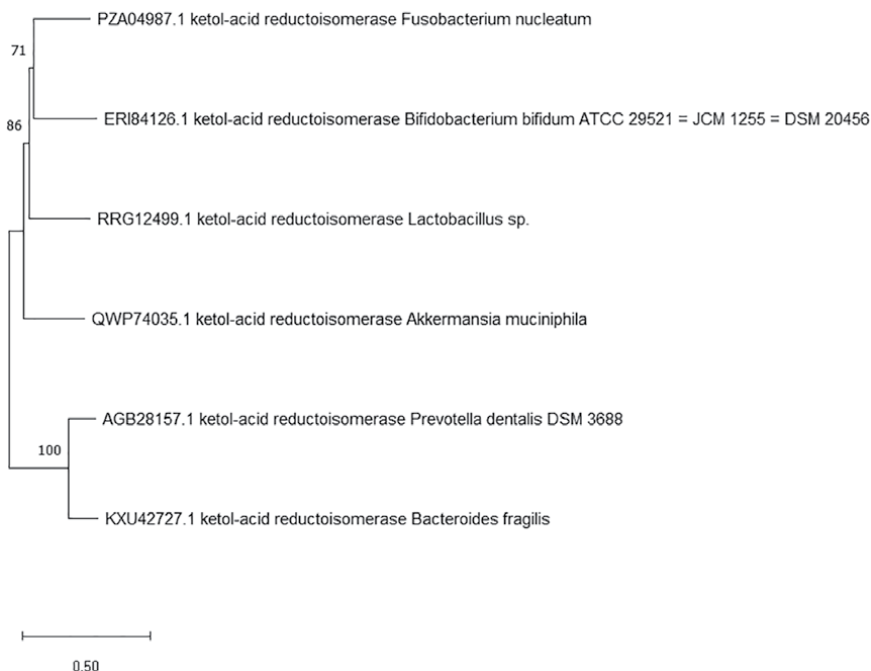 PZA04987.1 ketol-acid reductoisomerase Fusobacterium nucleatum
71
ERI84126.1 ketol-acid reductoisomerase Bifidobacterium bifidum ATCC 29521 = JCM 1255 = DSM 20456
86
RRG12499.1 ketol-acid reductoisomerase Lactobacillus sp.
QWP74035.1 ketol-acid reductoisomerase Akkermansia muciniphila
AGB28157.1 ketol-acid reductoisomerase Prevotella dentalis DSM 3688
100
KXU42727.1 ketol-acid reductoisomerase Bacteroides fragilis
0.50